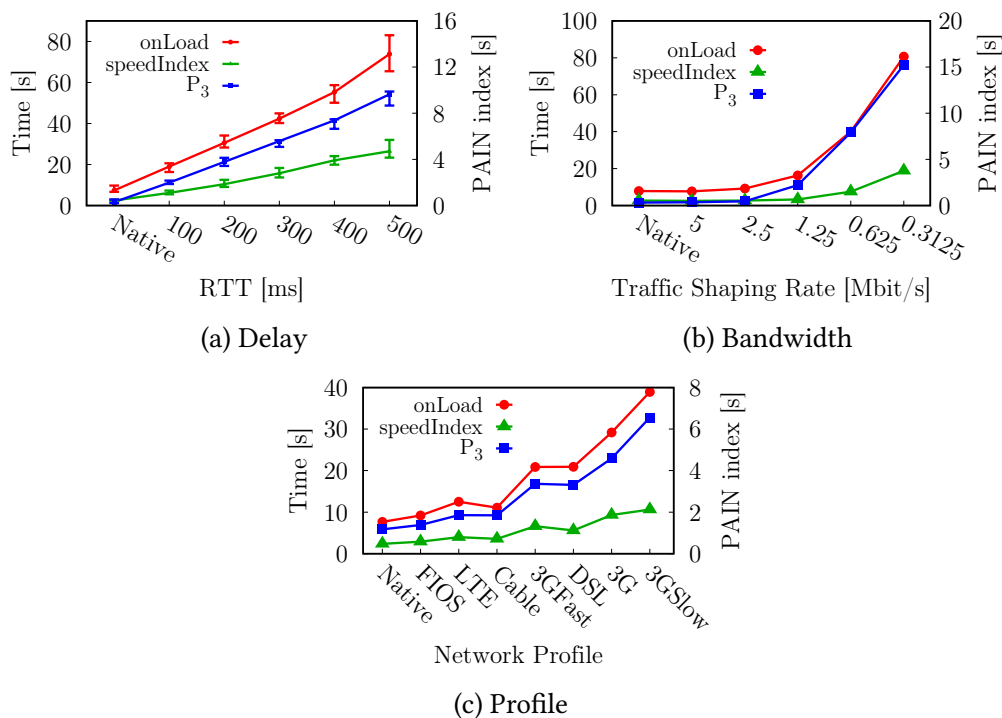 Time [s]
80
60
40
20
0
onLoad
speedIndex
P3
16
12
8
4
0
PAIN index [s]
Native
100
200
300
400
500
RTT [ms]
(a) Delay
Time [s]
100
80
60
40
20
0
onLoad
speedIndex
P3
20
15
10
5
0
PAIN index [s]
Native
5
2.5
1.25
0.625
0.3125
Traffic Shaping Rate [Mbit/s]
(b) Bandwidth
Time [s]
40
30
20
10
0
onLoad
speedIndex
P3
8
6
4
2
0
PAIN index [s]
Native
FIOS
LTE
Cable
3GFast
DSL
3G
3GSlow
Network Profile
(c) Profile